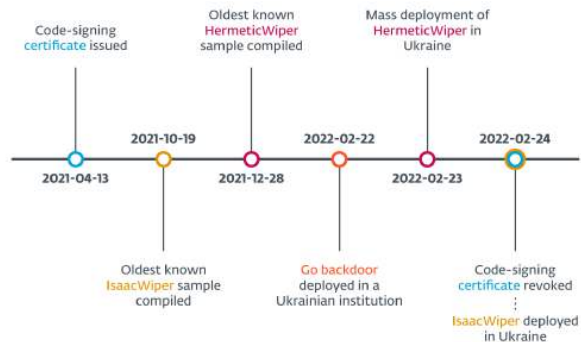 Code-signing
certificate issued
2021-04-13
2021-10-19
Oldest known
IsaacWiper sample
compiled
Oldest known
HermeticWiper
sample compiled
2021-12-28
2022-02-22
Go backdoor
deployed in a
Ukrainian institution
Mass deployment of
HermeticWiper in
Ukraine
2022-02-23
2022-02-24
Code-signing
certificate revoked
IsaacWiper deployed
in Ukraine